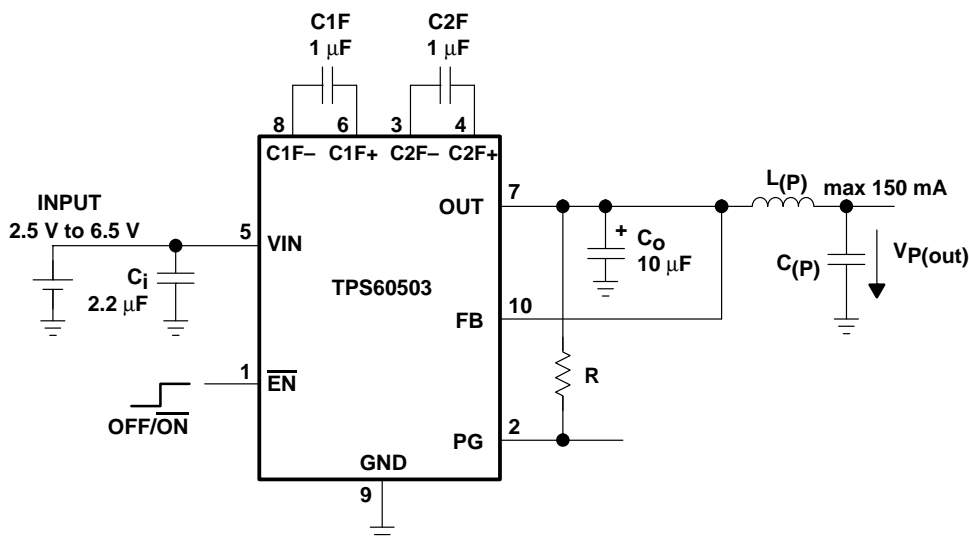 C1F
1 μF
C2F
1 μF
8
6
3
4
C1F–
C1F+
C2F–
C2F+
7
L(P)
max 150 mA
INPUT
2.5 V to 6.5 V
OUT
5
VIN
+
Co
10 μF
C(P)
VP(out)
Ci
2.2 μF
TPS60503
10
FB
1
EN
R
OFF/ON
PG
2
GND
9